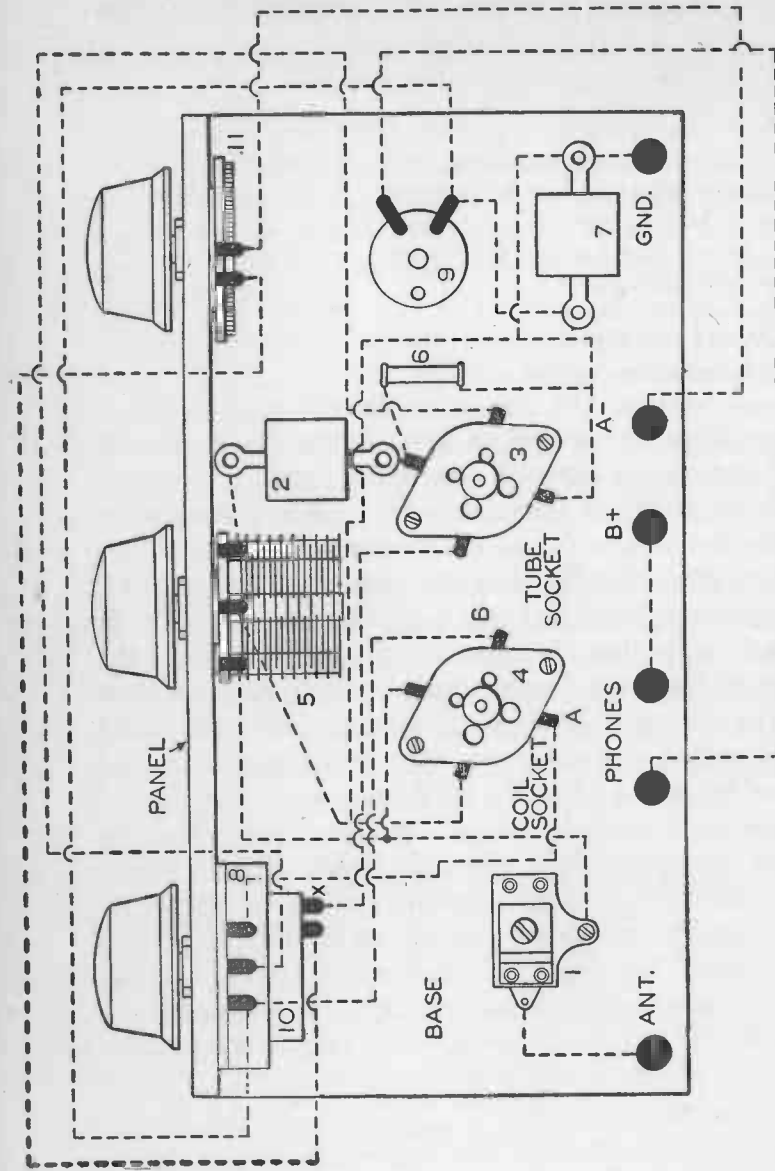 PANEL
8
11
10
x
5
2
BASE
B
6
9
4
3
A
COIL
SOCKET
TUBE
SOCKET
1
7
ANT.
PHONES
B+
A-
GND.